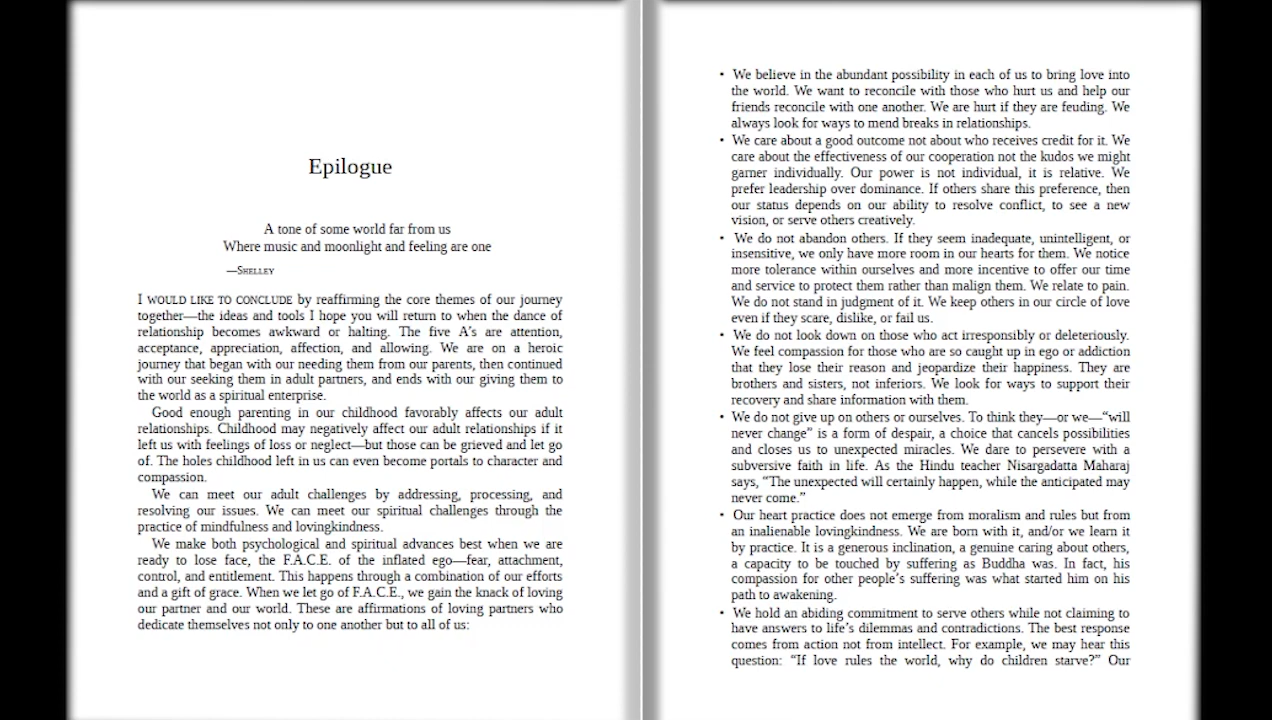 Epilogue
A tone of some world far from us
Where music and moonlight and feeling are one
—SHELLEY
I WOULD LIKE TO CONCLUDE by reaffirming the core themes of our journey
together—the ideas and tools I hope you will return to when the dance of
relationship becomes awkward or halting. The five A’s are attention,
acceptance, appreciation, affection, and allowing. We are on a heroic
journey that began with our needing them from our parents, then continued
with our seeking them in adult partners, and ends with our giving them to
the world as a spiritual enterprise.
Good enough parenting in our childhood favorably affects our adult
relationships. Childhood may negatively affect our adult relationships if it
left us with feelings of loss or neglect—but those can be grieved and let go
of. The holes childhood left in us can even become portals to character and
compassion.
We can meet our adult challenges by addressing, processing, and
resolving our issues. We can meet our spiritual challenges through the
practice of mindfulness and lovingkindness.
We make both psychological and spiritual advances best when we are
ready to lose face, the F.A.C.E. of the inflated ego—fear, attachment,
control, and entitlement. This happens through a combination of our efforts
and a gift of grace. When we let go of F.A.C.E., we gain the knack of loving
our partner and our world. These are affirmations of loving partners who
dedicate themselves not only to one another but to all of us:
• We believe in the abundant possibility in each of us to bring love into
the world. We want to reconcile with those who hurt us and help our
friends reconcile with one another. We are hurt if they are feuding. We
always look for ways to mend breaks in relationships.
• We care about a good outcome not about who receives credit for it. We
care about the effectiveness of our cooperation not the kudos we might
garner individually. Our power is not individual, it is relative. We
prefer leadership over dominance. If others share this preference, then
our status depends on our ability to resolve conflict, to see a new
vision, or serve others creatively.
• We do not abandon others. If they seem inadequate, unintelligent, or
insensitive, we only have more room in our hearts for them. We notice
more tolerance within ourselves and more incentive to offer our time
and service to protect them rather than malign them. We relate to pain.
We do not stand in judgment of it. We keep others in our circle of love
even if they scare, dislike, or fail us.
• We do not look down on those who act irresponsibly or deleteriously.
We feel compassion for those who are so caught up in ego or addiction
that they lose their reason and jeopardize their happiness. They are
brothers and sisters, not inferiors. We look for ways to support their
recovery and share information with them.
• We do not give up on others or ourselves. To think they—or we—“will
never change” is a form of despair, a choice that cancels possibilities
and closes us to unexpected miracles. We dare to persevere with a
subversive faith in life. As the Hindu teacher Nisargadatta Maharaj
says, “The unexpected will certainly happen, while the anticipated may
never come.”
• Our heart practice does not emerge from moralism and rules but from
an inalienable lovingkindness. We are born with it, and/or we learn it
by practice. It is a generous inclination, a genuine caring about others,
a capacity to be touched by suffering as Buddha was. In fact, his
compassion for other people’s suffering was what started him on his
path to awakening.
• We hold an abiding commitment to serve others while not claiming to
have answers to life’s dilemmas and contradictions. The best response
comes from action not from intellect. For example, we may hear this
question: “If love rules the world, why do children starve?” Our